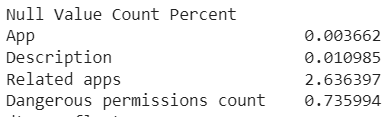 Null Value Count Percent
App 0.003662
Description 0.010985
Related apps 2.636397
Dangerous permissions count 0.735994